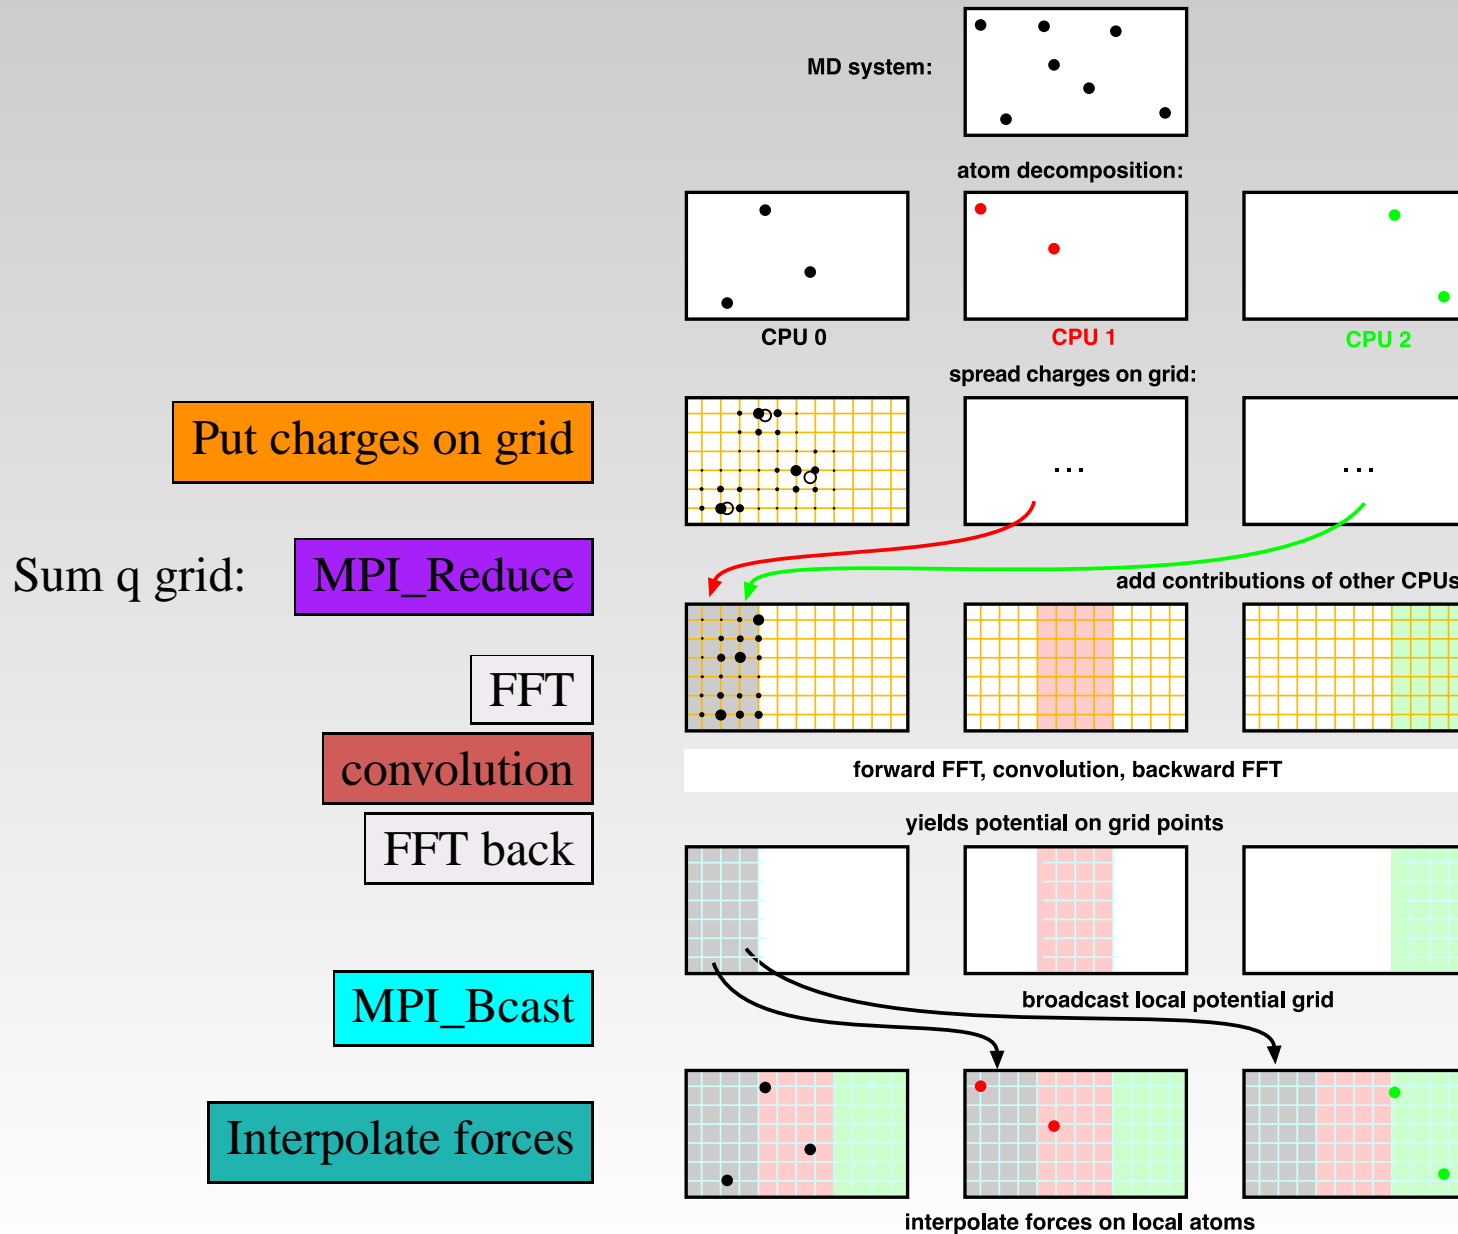 MD system:
atom decomposition:
CPU 0
CPU 1
CPU 2
spread charges on grid:
Put charges on grid
...
...
Sum q grid:
MPI_Reduce
add contributions of other CPUs
FFT
convolution
forward FFT, convolution, backward FFT
FFT back
yields potential on grid points
MPI_Bcast
broadcast local potential grid
Interpolate forces
interpolate forces on local atoms